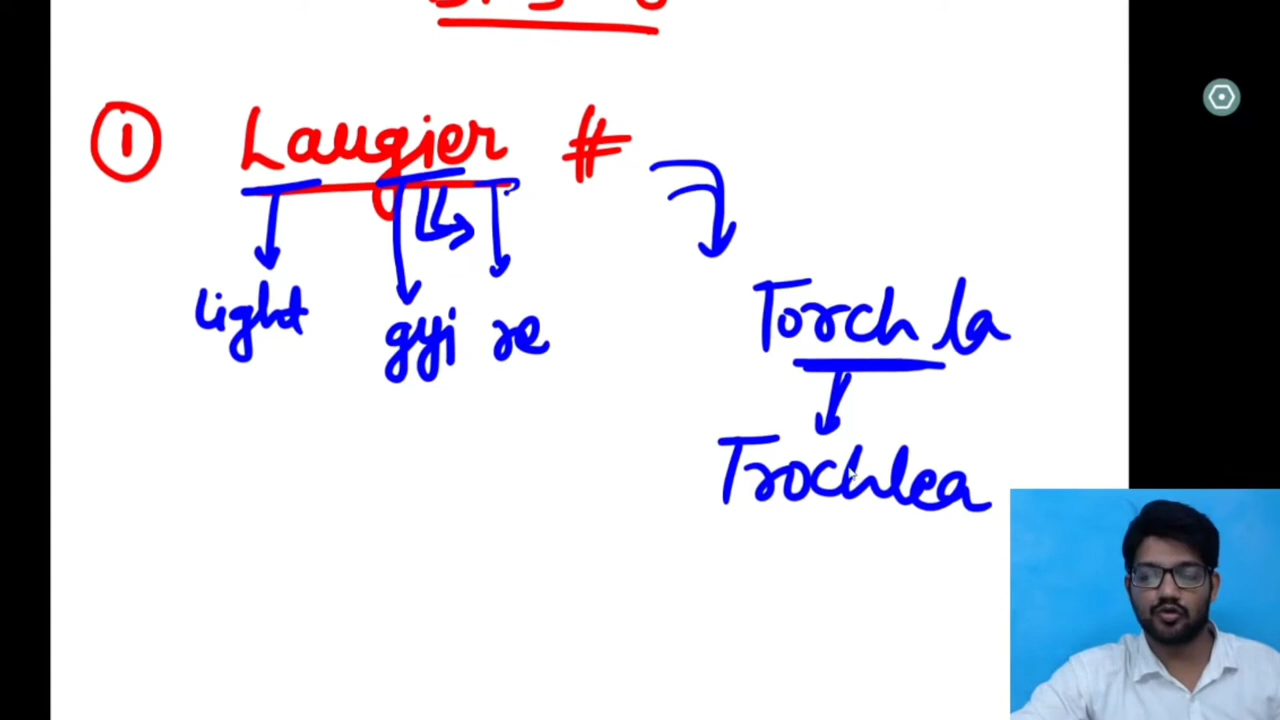 ① Laugier #
light gyi re
Torch la
Trochlea